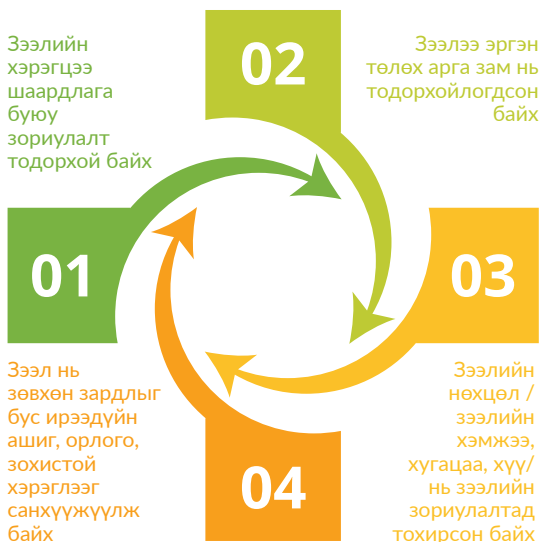 Зээлийн
хэрэгцээ
шаардлага
буюу
зориулалт
тодорхой байх
02
Зээлээ эргэн
төлөх арга зам нь
тодорхойлогдсон
байх
01
03
Зээл нь
зөвхөн зардлыг
бус ирээдүйн
ашиг, орлого,
зохистой
хэрэглээг
санхүүжүүлж
байх
04
Зээлийн
нөхцөл /
зээлийн
хэмжээ,
хугацаа, хүү/
нь зээлийн
зориулалтад
тохирсон байх